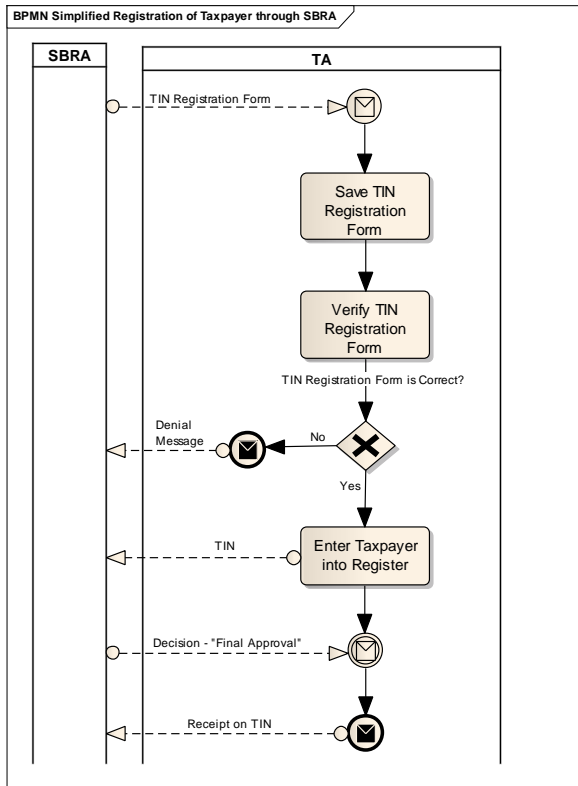 BPMN Simplified Registration of Taxpayer through SBRA
SBRA
TA
TIN Registration Form
Save TIN
Registration
Form
Verify TIN
Registration
Form
TIN Registration Form is Correct?
Denial
Message
No
Yes
TIN
Enter Taxpayer
into Register
Decision - "Final Approval"
Receipt on TIN